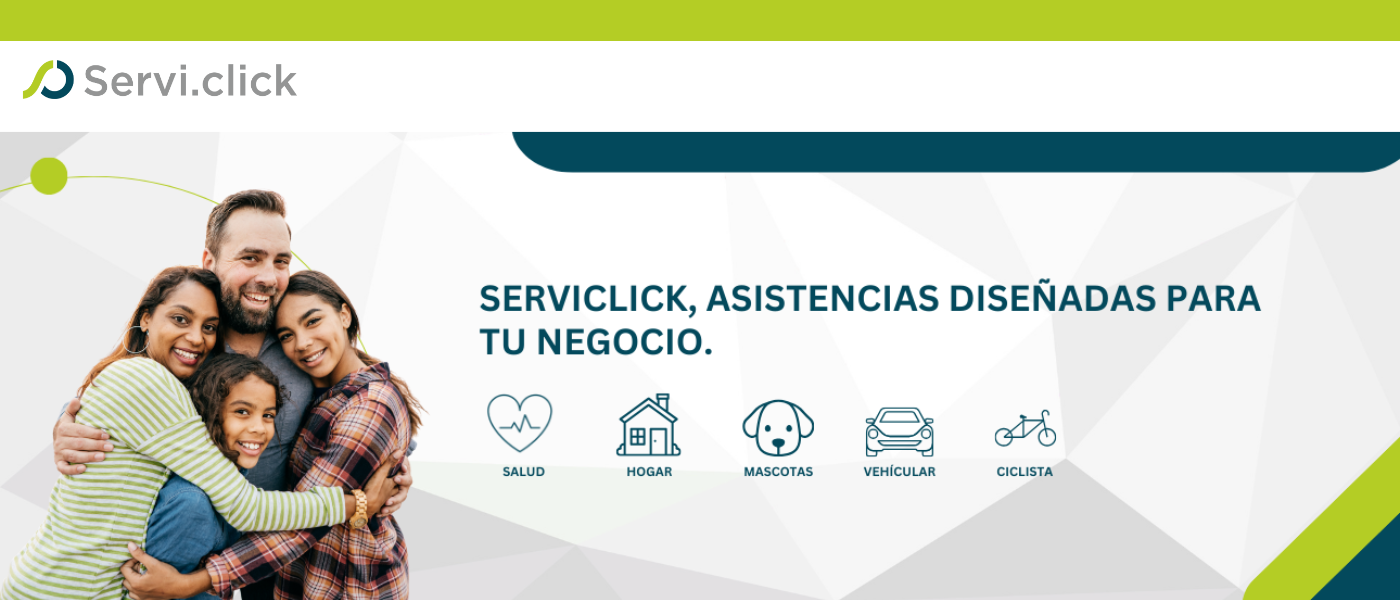 Servi.click
SERVICLICK, ASISTENCIAS DISEÑADAS PARA
TU NEGOCIO.
SALUD
HOGAR
MASCOTAS
VEHÍCULAR
CICLISTA